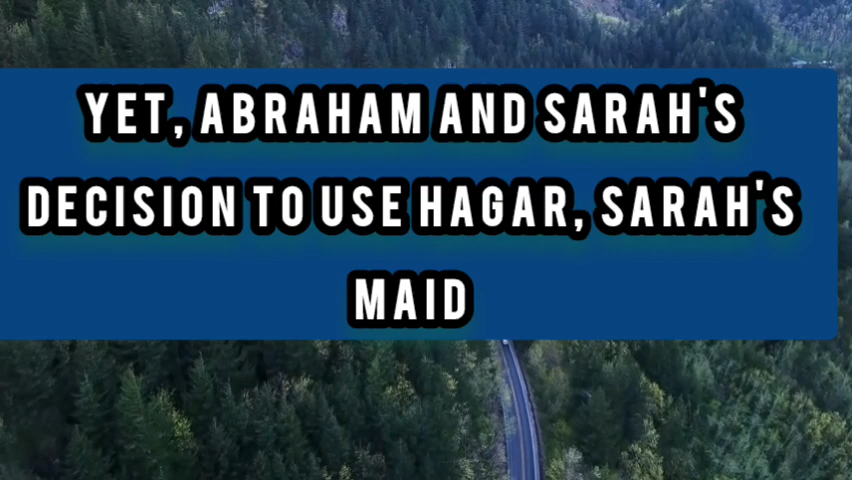 YET, ABRAHAM AND SARAH'S
DECISION TO USE HAGAR, SARAH'S
MAID